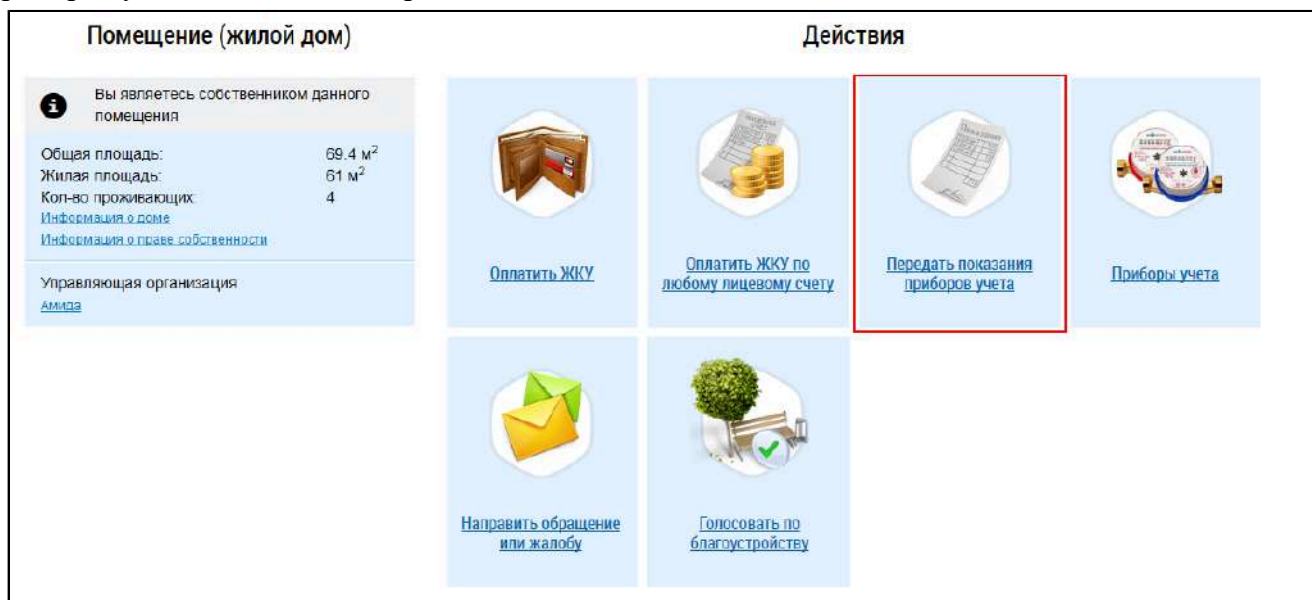 Помещение (жилой дом)
Действия
Вы являетесь собственником данного
помещения
Общая площадь: 69.4 м²
Жилая площадь: 61 м²
Кол-во проживающих: 4
Информация о доме
Информация о праве собственности
Управляющая организация
Амида
Оплатить ЖКУ
Оплатить ЖКУ по
любому лицевому счету
Передать показания
приборов учета
Приборы учета
Направить обращение
или жалобу
Голосовать по
благоустройству